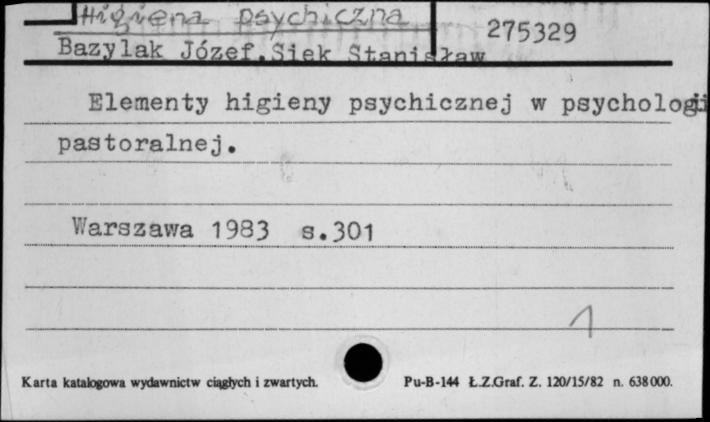 Higiena psychiczna
275329
Bazylak Józef, Siek Stanisław
Elementy higieny psychicznej w psychologii
pastoralnej.
Warszawa 1983 s.301
1
Karta katalogowa wydawnictw ciągłych i zwartych. Pu-B-144 Ł.Z.Graf. Z. 120/15/82 n. 638000.